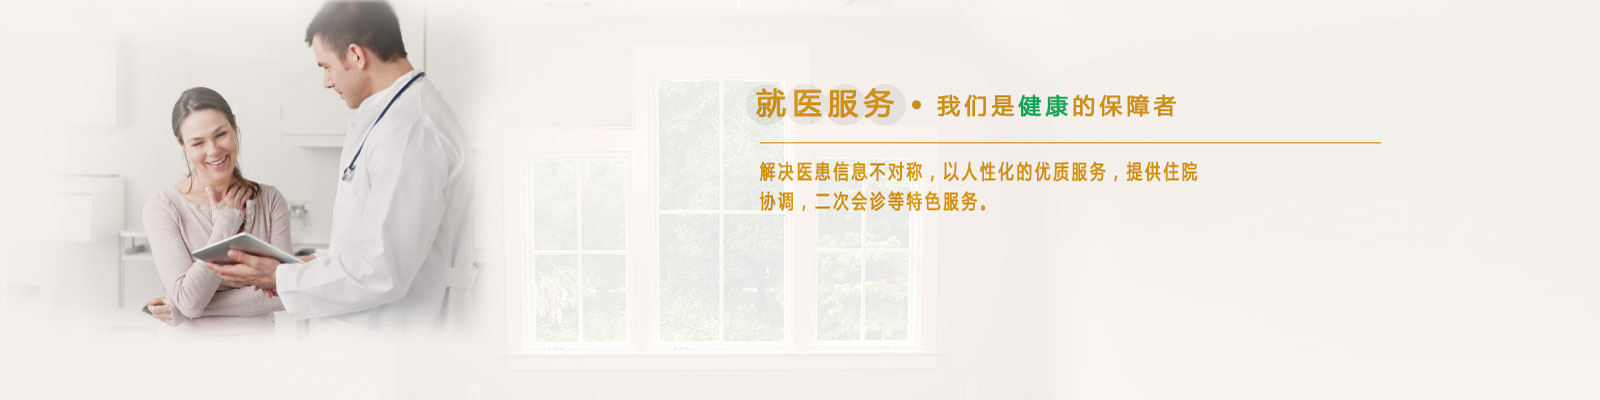 就医服务 • 我们是健康的保障者
解决医患信息不对称，以人性化的优质服务，提供住院
协调，二次会诊等特色服务。